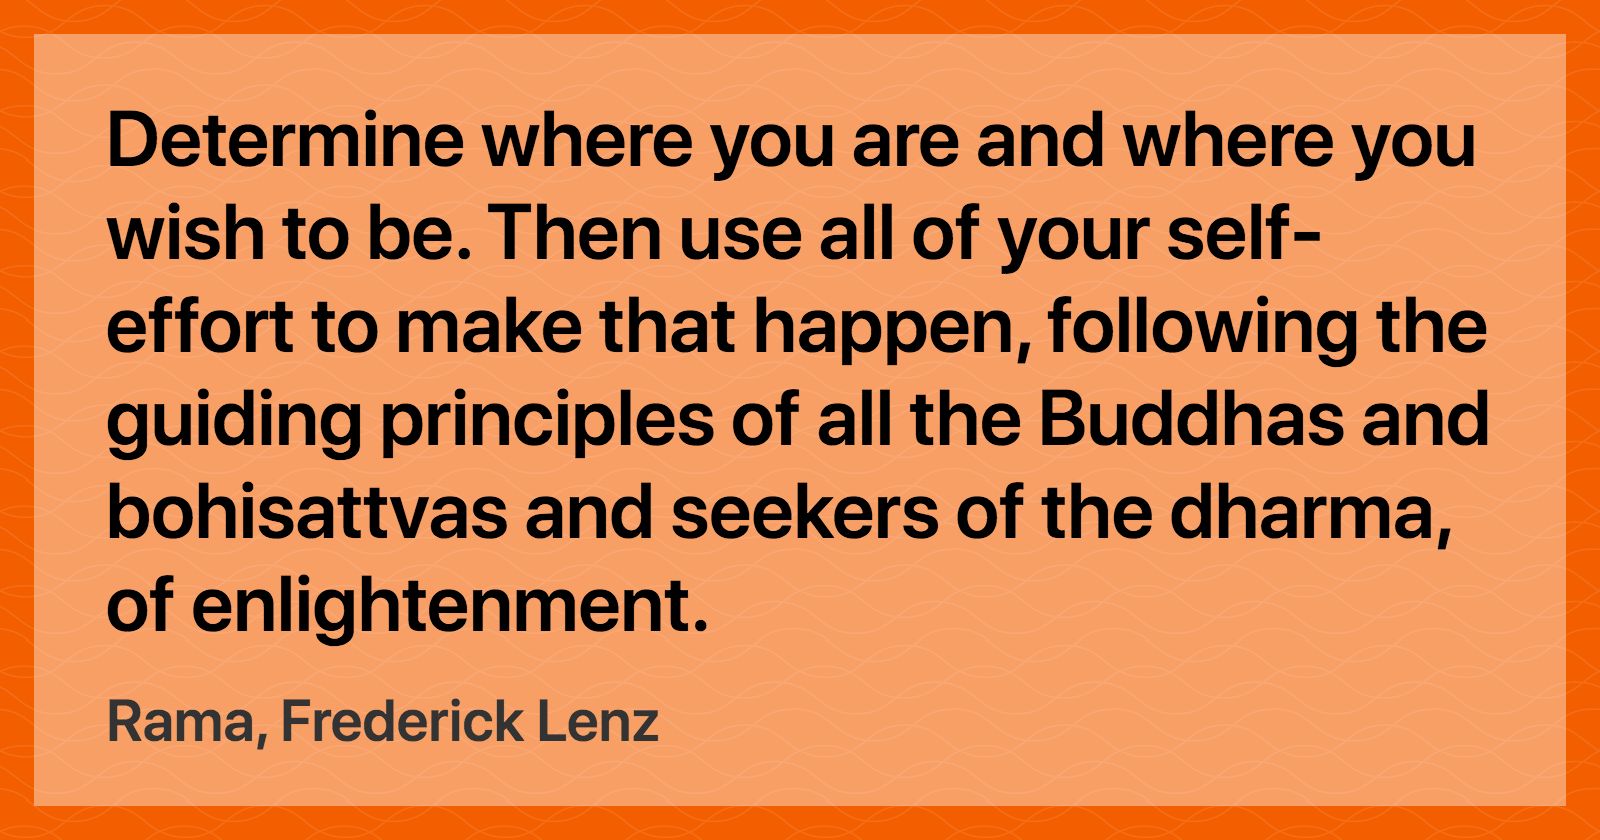 Determine where you are and where you
wish to be. Then use all of your self-
effort to make that happen, following the
guiding principles of all the Buddhas and
bohisattvas and seekers of the dharma,
of enlightenment.
Rama, Frederick Lenz